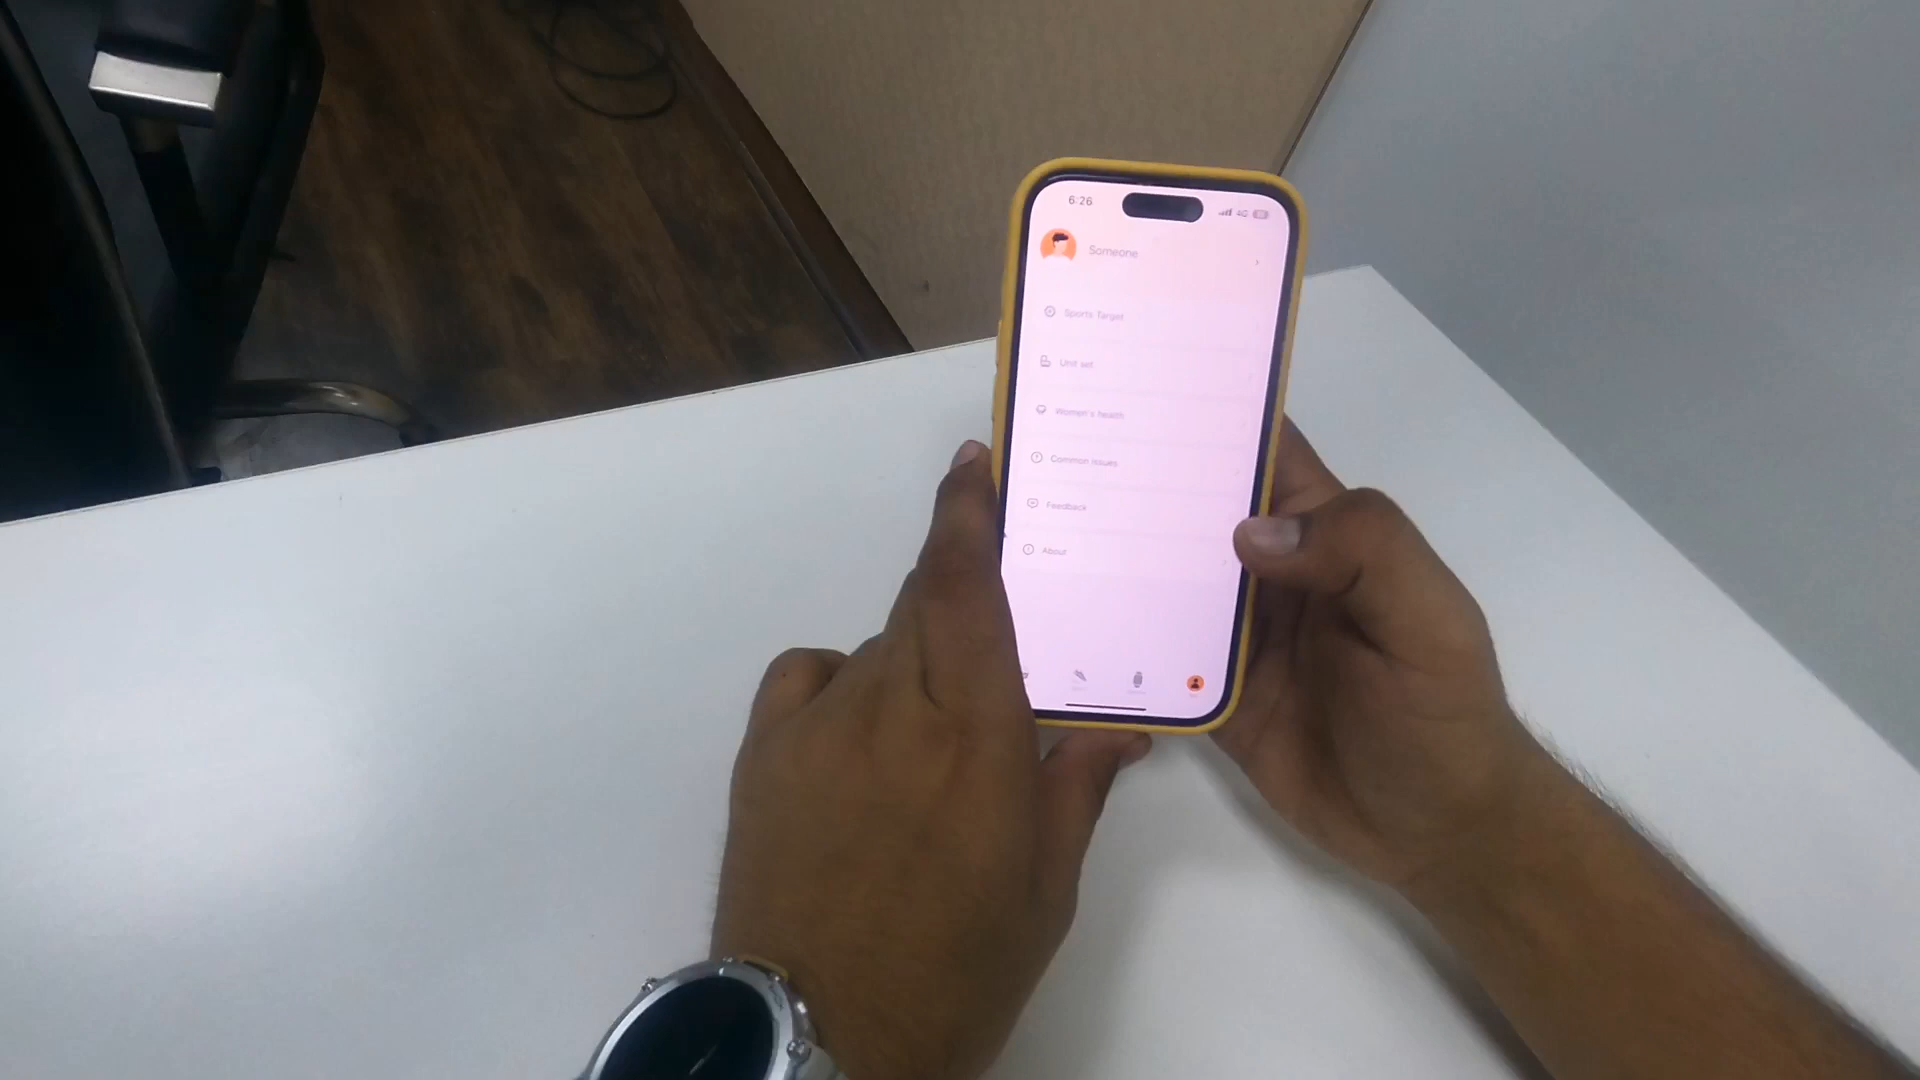 6:26
4G
Someone
Sports Target
Unit set
Women's health
Common issues
Feedback
About